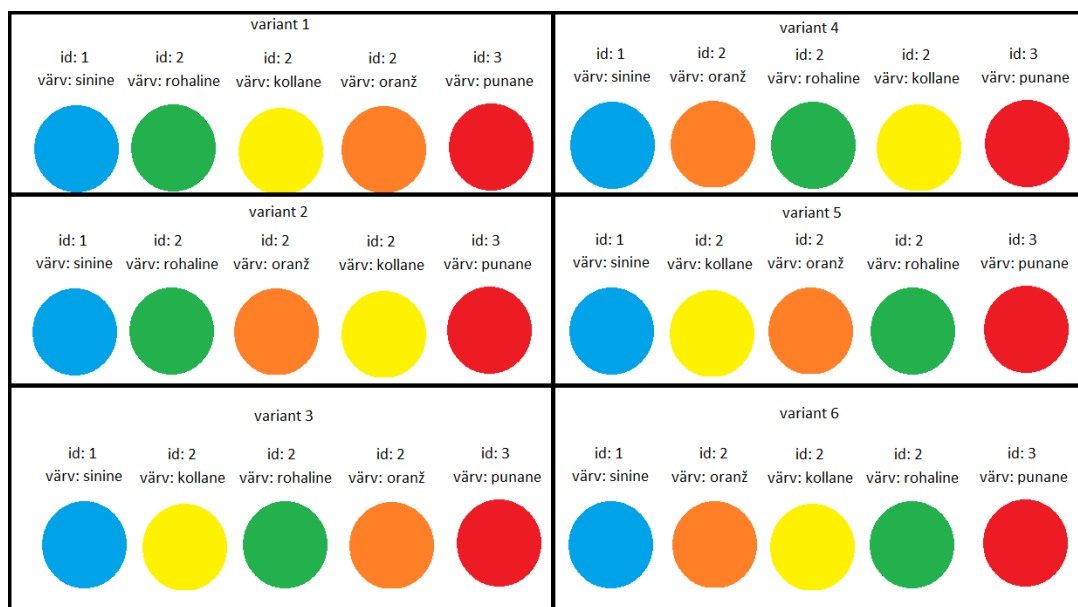 variant 1
id: 1 id: 2 id: 2 id: 2 id: 3
värv: sinine värv: rohaline värv: kollane värv: oranž värv: punane
variant 4
id: 1 id: 2 id: 2 id: 2 id: 3
värv: sinine värv: oranž värv: rohaline värv: kollane värv: punane
variant 2
id: 1 id: 2 id: 2 id: 2 id: 3
värv: sinine värv: rohaline värv: oranž värv: kollane värv: punane
variant 5
id: 1 id: 2 id: 2 id: 2 id: 3
värv: sinine värv: kollane värv: oranž värv: rohaline värv: punane
variant 3
id: 1 id: 2 id: 2 id: 2 id: 3
värv: sinine värv: kollane värv: rohaline värv: oranž värv: punane
variant 6
id: 1 id: 2 id: 2 id: 2 id: 3
värv: sinine värv: oranž värv: kollane värv: rohaline värv: punane